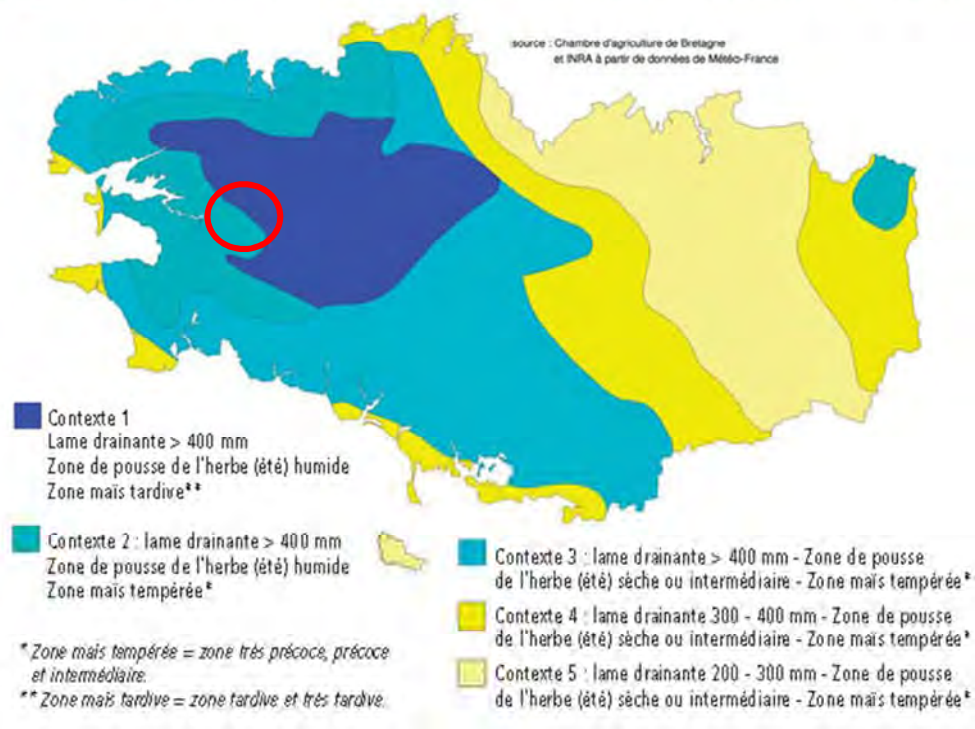 source : Chambre d'agriculture de Bretagne
et INRA à partir de données de Météo-France
Contexte 1
Lame drainante > 400 mm
Zone de pousse de l'herbe (été) humide
Zone maïs tardive**
Contexte 2 : lame drainante > 400 mm
Zone de pousse de l'herbe (été) humide
Zone maïs tempérée*
* Zone maïs tempérée = zone très précoce, précoce
et intermédiaire.
** Zone maïs tardive = zone tardive et très tardive.
Contexte 3 : lame drainante > 400 mm - Zone de pousse
de l'herbe (été) sèche ou intermédiaire - Zone maïs tempérée*
Contexte 4 : lame drainante 300 - 400 mm - Zone de pousse
de l'herbe (été) sèche ou intermédiaire - Zone maïs tempérée*
Contexte 5 : lame drainante 200 - 300 mm - Zone de pousse
de l'herbe (été) sèche ou intermédiaire - Zone maïs tempérée*